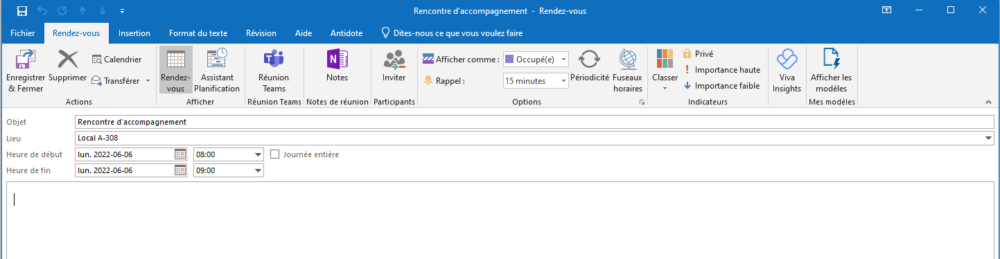 Rencontre d'accompagnement - Rendez-vous
Fichier Rendez-vous Insertion Format du texte Révision Aide Antidote Dites-nous ce que vous voulez faire
Enregistrer & Fermer
Supprimer
Calendrier
Transférer
Actions
Rendez-vous
Assistant Planification
Afficher
Réunion Teams
Réunion Teams
Notes
Notes de réunion
Inviter
Participants
Afficher comme : Occupé(e)
Rappel : 15 minutes
Périodicité
Fuseaux horaires
Options
Classer
Privé
Importance haute
Importance faible
Indicateurs
Viva Insights
Afficher les modèles
Mes modèles
Objet Rencontre d'accompagnement
Lieu Local A-308
Heure de début lun. 2022-06-06 08:00 Journée entière
Heure de fin lun. 2022-06-06 09:00